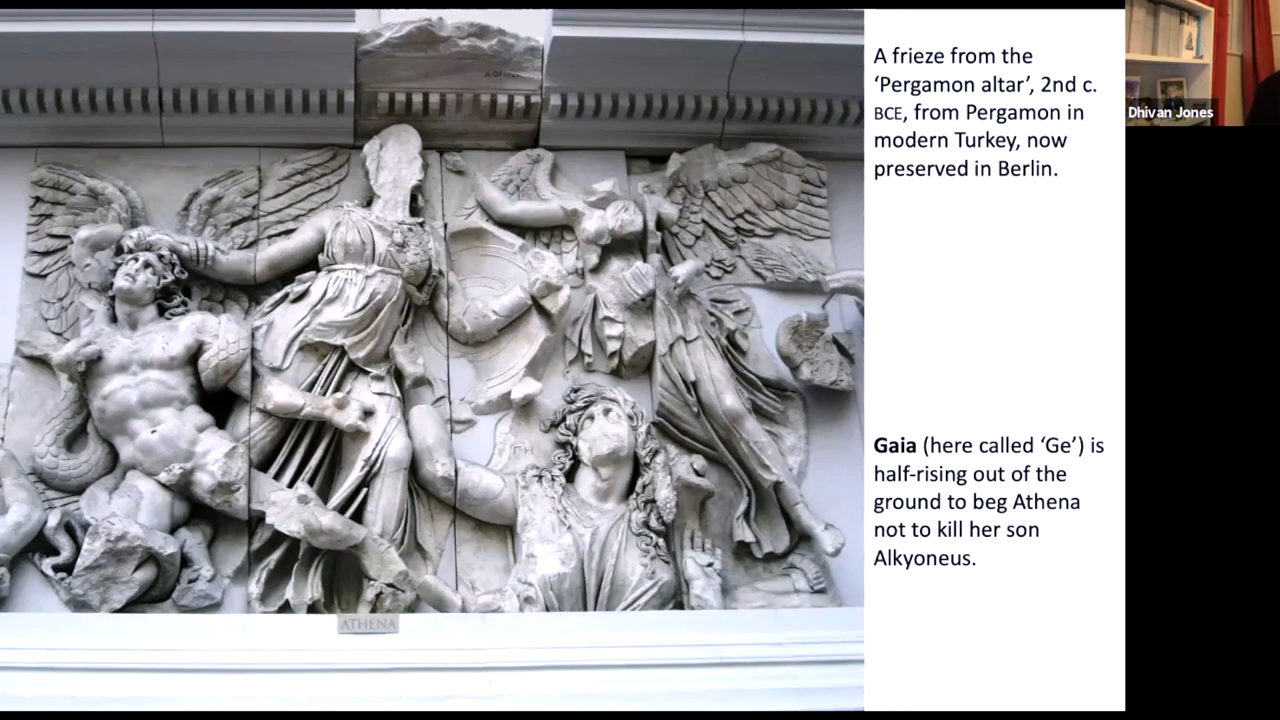 A frieze from the
‘Pergamon altar’, 2nd c.
BCE, from Pergamon in
modern Turkey, now
preserved in Berlin.
Gaia (here called ‘Ge’) is
half-rising out of the
ground to beg Athena
not to kill her son
Alkyoneus.
Dhivan Jones
ΓΗ
ATHENA